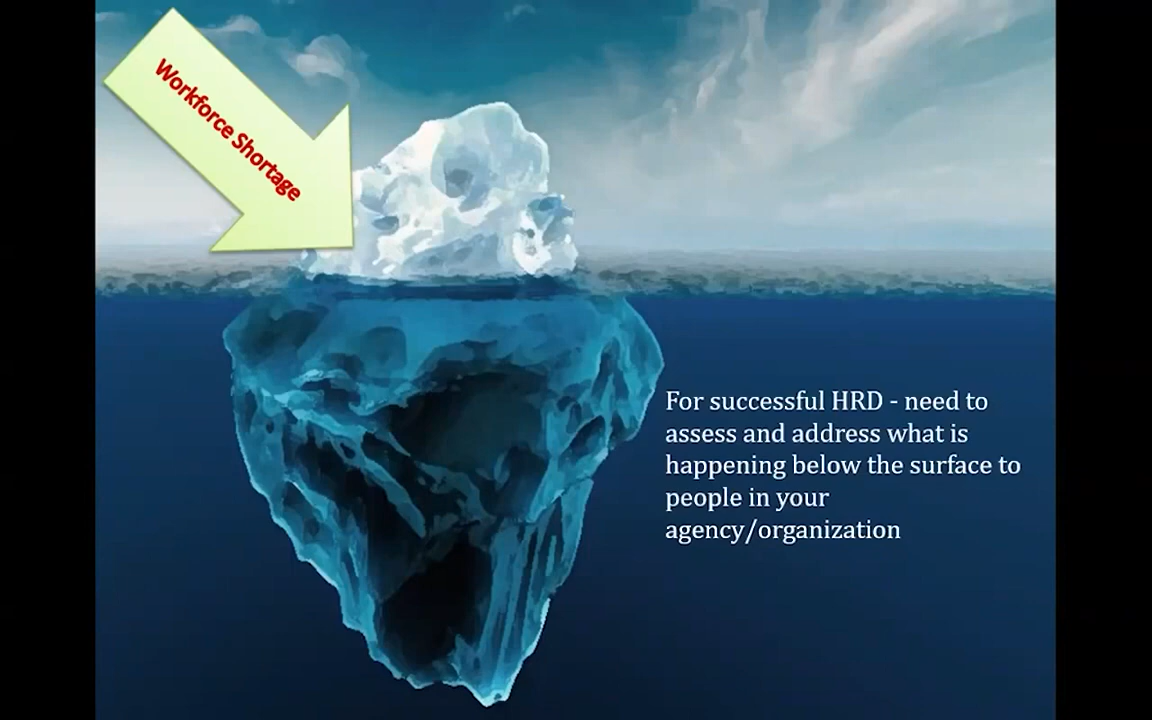 Workforce Shortage
For successful HRD - need to
assess and address what is
happening below the surface to
people in your
agency/organization